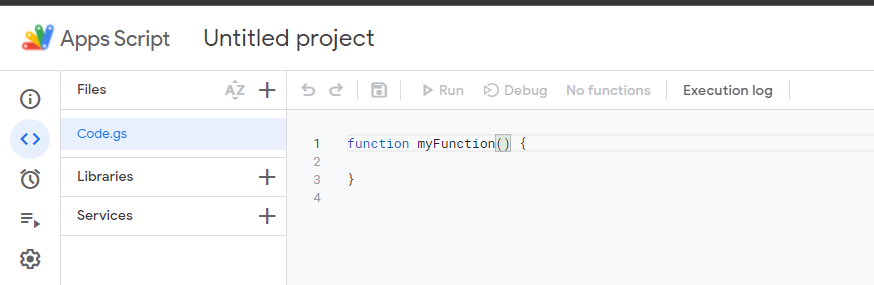 Apps Script Untitled project
Files AZ
Run Debug No functions Execution log
Code.gs
Libraries
Services
1 function myFunction() {
2
3 }
4